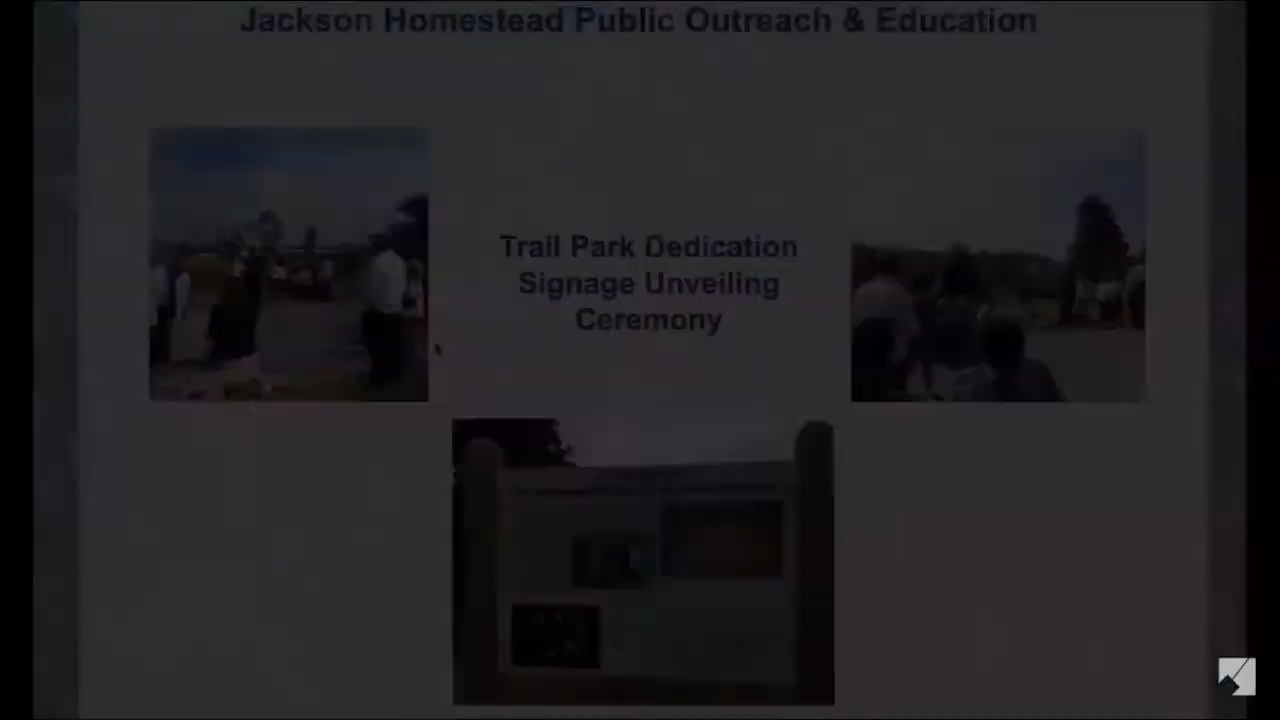 Jackson Homestead Public Outreach & Education
Trail Park Dedication
Signage Unveiling
Ceremony